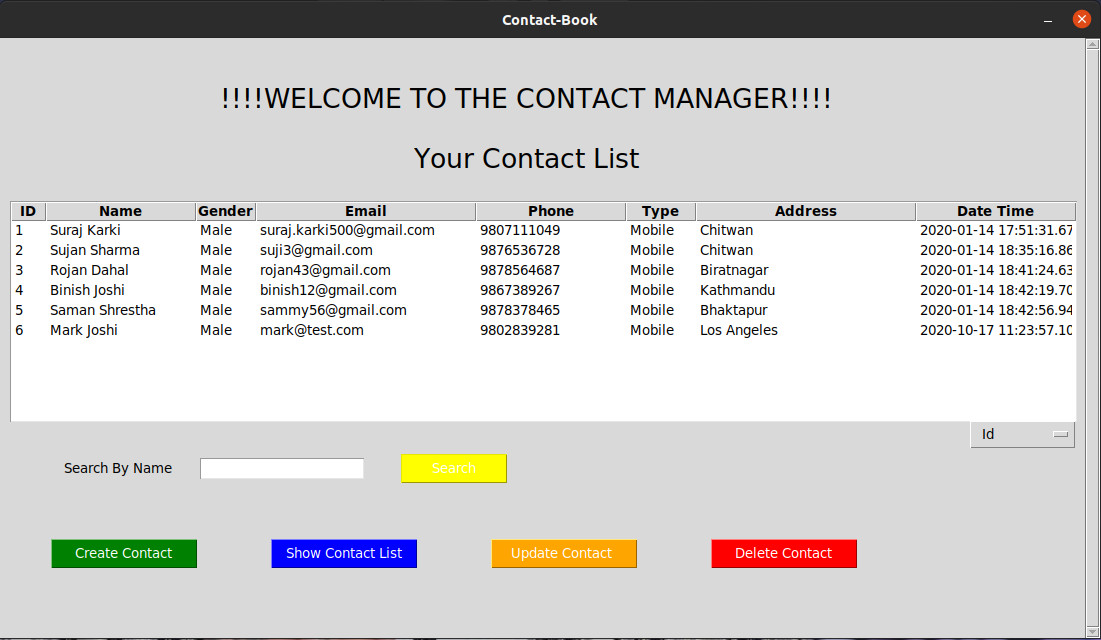 Contact-Book
!!!!WELCOME TO THE CONTACT MANAGER!!!!
Your Contact List
ID Name Gender Email Phone Type Address Date Time
1 Suraj Karki Male suraj.karki500@gmail.com 9807111049 Mobile Chitwan 2020-01-14 17:51:31.67
2 Sujan Sharma Male suji3@gmail.com 9876536728 Mobile Chitwan 2020-01-14 18:35:16.86
3 Rojan Dahal Male rojan43@gmail.com 9878564687 Mobile Biratnagar 2020-01-14 18:41:24.63
4 Binish Joshi Male binish12@gmail.com 9867389267 Mobile Kathmandu 2020-01-14 18:42:19.70
5 Saman Shrestha Male sammy56@gmail.com 9878378465 Mobile Bhaktapur 2020-01-14 18:42:56.94
6 Mark Joshi Male mark@test.com 9802839281 Mobile Los Angeles 2020-10-17 11:23:57.10
Id
Search By Name Search
Create Contact Show Contact List Update Contact Delete Contact